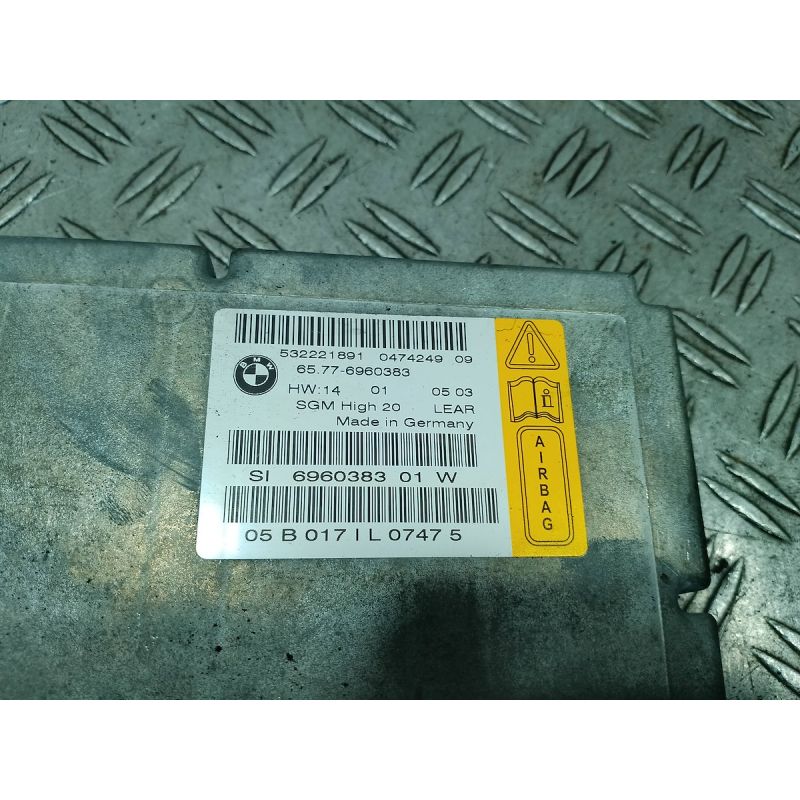 532221891 0474249 09
BMW
65.77-6960383
HW:14 01 05 03
SGM High 20 LEAR
Made in Germany
SI 6960383 01 W
05 B 017 I L 0747 5
AIRBAG